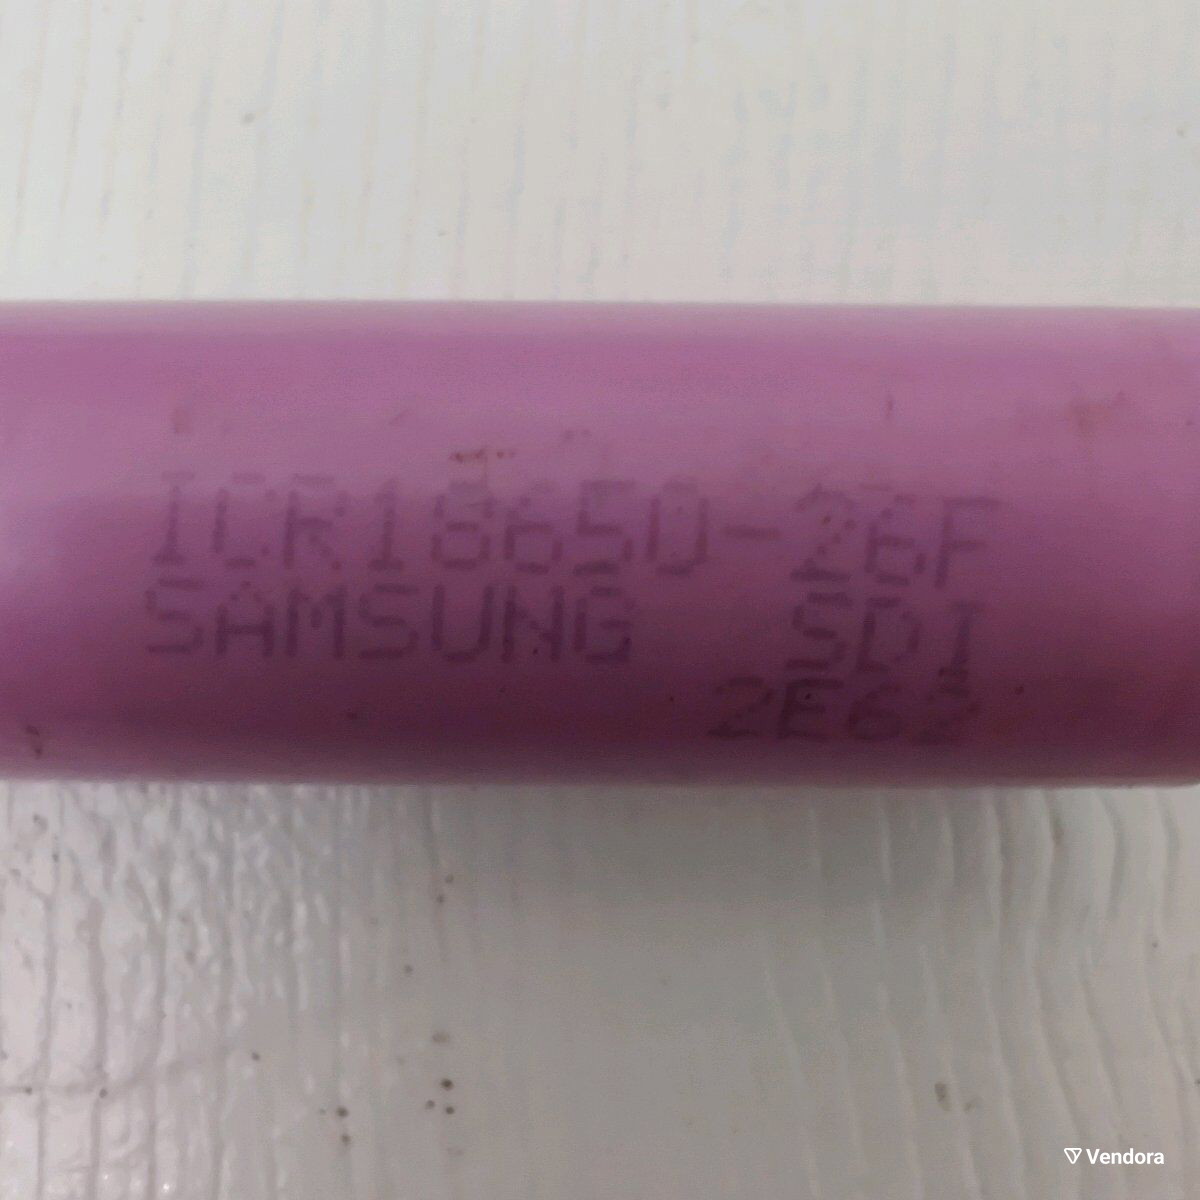 ICR18650-26F
SAMSUNG SDI
2E62
Vendora